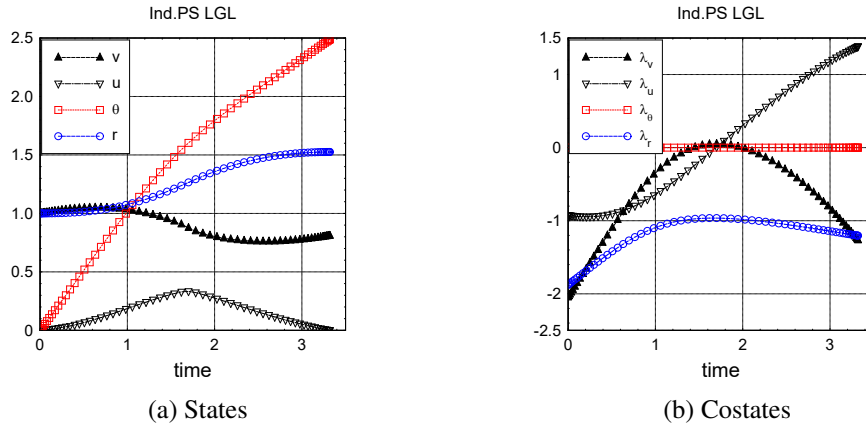 Ind.PS LGL
2.5
2.0
1.5
1.0
0.5
0
v
u
θ
r
0 1 2 3
time
(a) States
Ind.PS LGL
1.5
1
0
-1
-2
-2.5
λv
λu
λθ
λr
0 1 2 3
time
(b) Costates